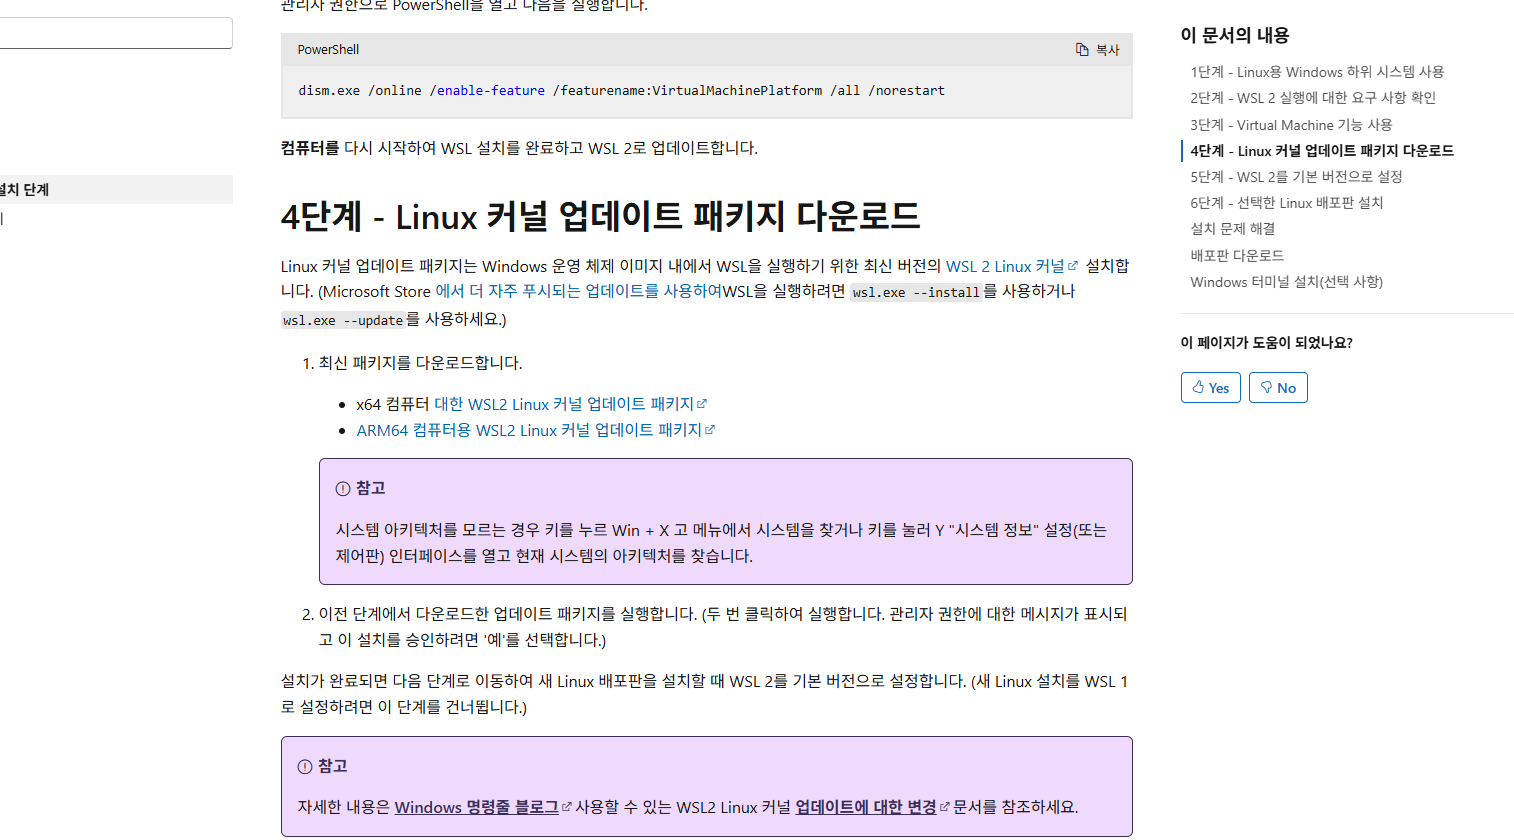 관리자 권한으로 PowerShell을 열고 다음을 실행합니다.
PowerShell
복사
dism.exe /online /enable-feature /featurename:VirtualMachinePlatform /all /norestart
컴퓨터를 다시 시작하여 WSL 설치를 완료하고 WSL 2로 업데이트합니다.
설치 단계
4단계 - Linux 커널 업데이트 패키지 다운로드
Linux 커널 업데이트 패키지는 Windows 운영 체제 이미지 내에서 WSL을 실행하기 위한 최신 버전의 WSL 2 Linux 커널 설치합
니다. (Microsoft Store 에서 더 자주 푸시되는 업데이트를 사용하여WSL을 실행하려면 wsl.exe --install를 사용하거나
wsl.exe --update를 사용하세요.)
1. 최신 패키지를 다운로드합니다.
• x64 컴퓨터 대한 WSL2 Linux 커널 업데이트 패키지
• ARM64 컴퓨터용 WSL2 Linux 커널 업데이트 패키지
참고
시스템 아키텍처를 모르는 경우 키를 누르 Win + X 고 메뉴에서 시스템을 찾거나 키를 눌러 Y "시스템 정보" 설정(또는
제어판) 인터페이스를 열고 현재 시스템의 아키텍처를 찾습니다.
2. 이전 단계에서 다운로드한 업데이트 패키지를 실행합니다. (두 번 클릭하여 실행합니다. 관리자 권한에 대한 메시지가 표시되
고 이 설치를 승인하려면 '예'를 선택합니다.)
설치가 완료되면 다음 단계로 이동하여 새 Linux 배포판을 설치할 때 WSL 2를 기본 버전으로 설정합니다. (새 Linux 설치를 WSL 1
로 설정하려면 이 단계를 건너뜁니다.)
참고
자세한 내용은 Windows 명령줄 블로그 사용할 수 있는 WSL2 Linux 커널 업데이트에 대한 변경 문서를 참조하세요.
이 문서의 내용
1단계 - Linux용 Windows 하위 시스템 사용
2단계 - WSL 2 실행에 대한 요구 사항 확인
3단계 - Virtual Machine 기능 사용
4단계 - Linux 커널 업데이트 패키지 다운로드
5단계 - WSL 2를 기본 버전으로 설정
6단계 - 선택한 Linux 배포판 설치
설치 문제 해결
배포판 다운로드
Windows 터미널 설치(선택 사항)
이 페이지가 도움이 되었나요?
Yes
No